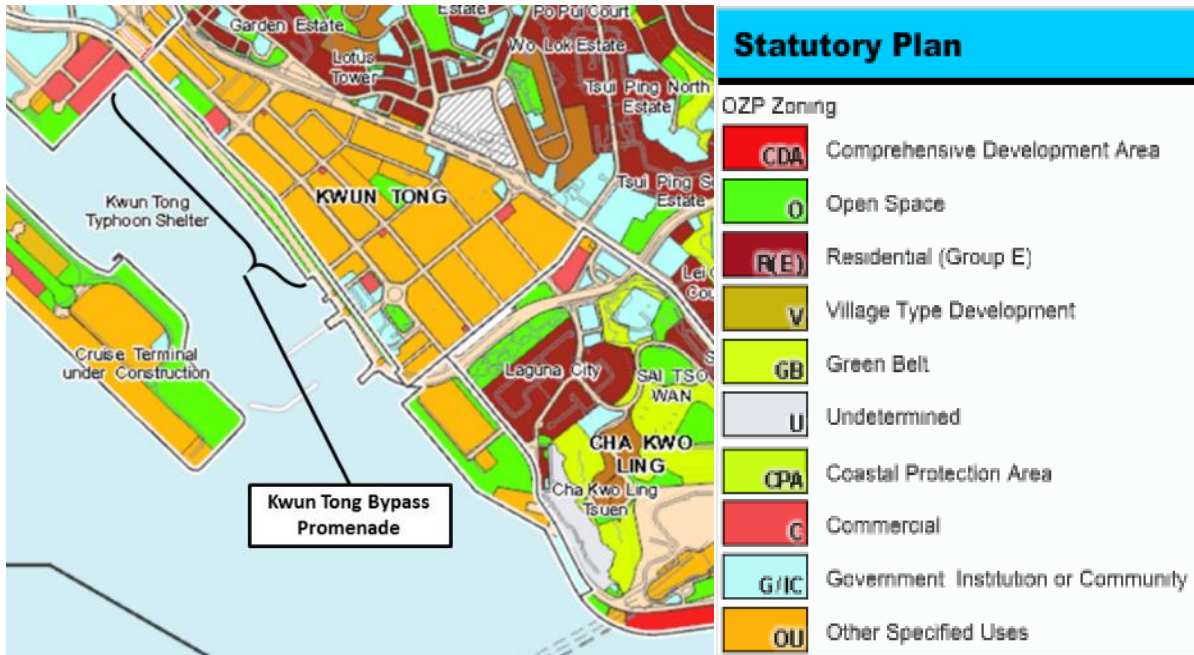 Estate
Po Pui Court
Garden Estate
Wo Lok Estate
Lotus
Tower
Tsui Ping North
Estate
KWUN TONG
Tsui Ping S
Estate
Kwun Tong
Typhoon Shelter
Lei
Cou
Cruise Terminal
under Construction
Laguna City
SAI TSO
WAN
CHA KWO
LING
Cha Kwo Ling
Tsuen
Kwun Tong Bypass
Promenade
Statutory Plan
OZP Zoning
CDA Comprehensive Development Area
O Open Space
R(E) Residential (Group E)
V Village Type Development
GB Green Belt
U Undetermined
CPA Coastal Protection Area
C Commercial
G/IC Government Institution or Community
OU Other Specified Uses